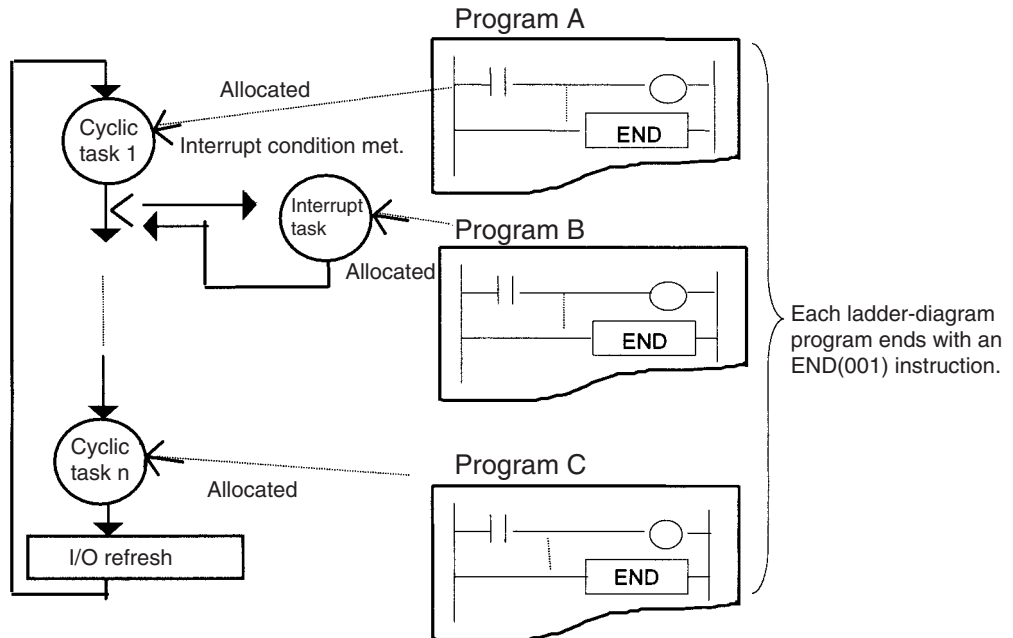 Program A
Allocated
Cyclic
task 1
Interrupt condition met.
END
Interrupt
task
Program B
Allocated
END
Each ladder-diagram
program ends with an
END(001) instruction.
Cyclic
task n
Allocated
Program C
I/O refresh
END